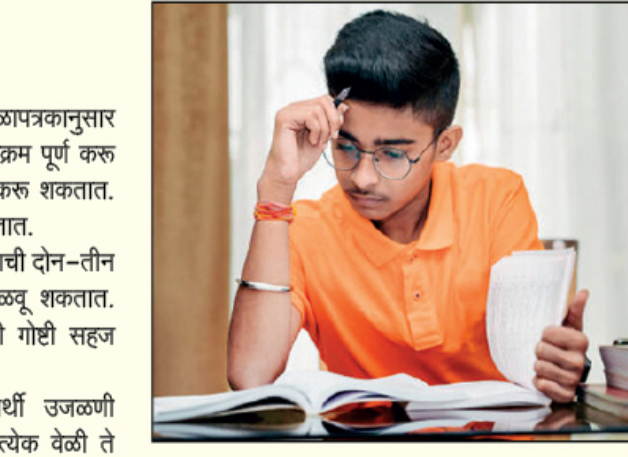 ळापत्रकानुसार
क्रम पूर्ण करू
करू शकतात.
तात.
ाची दोन–तीन
ळवू शकतात.
ी गोष्टी सहज
र्थी उजळणी
त्येक वेळी ते